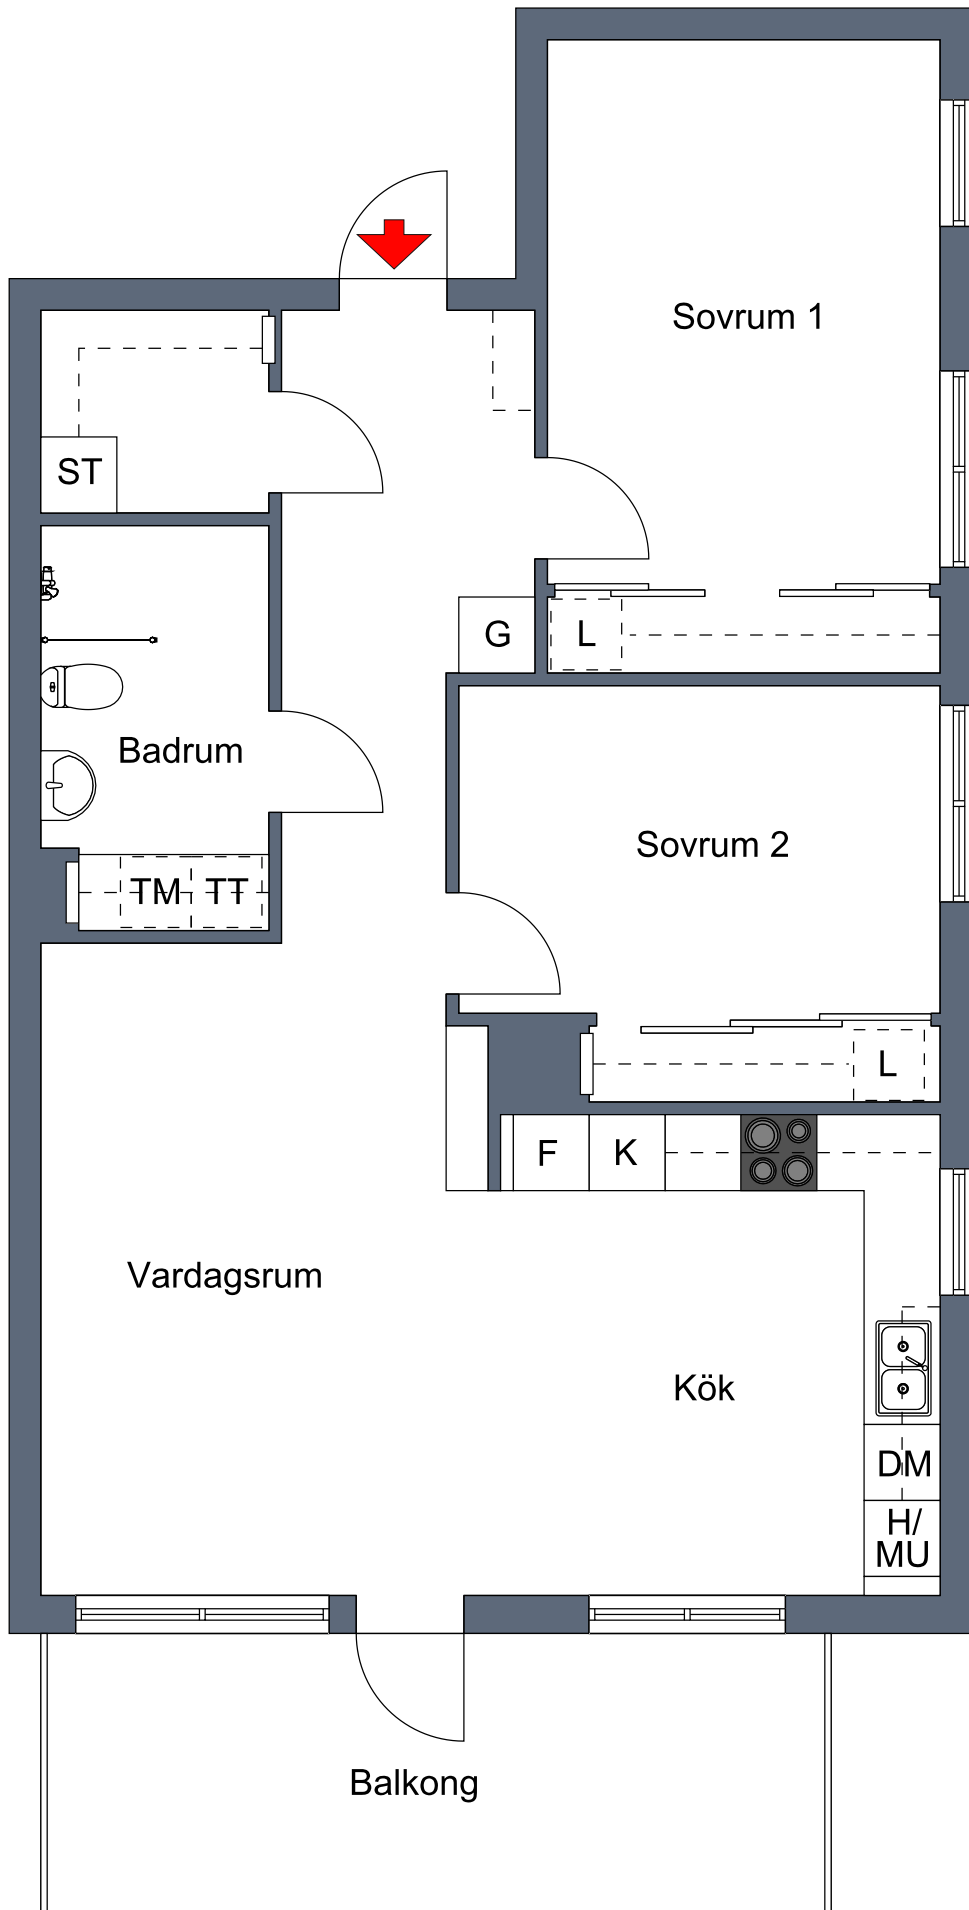 Sovrum 1
ST
G
L
Badrum
Sovrum 2
TM
TT
L
F
K
Vardagsrum
Kök
DM
H/
MU
Balkong